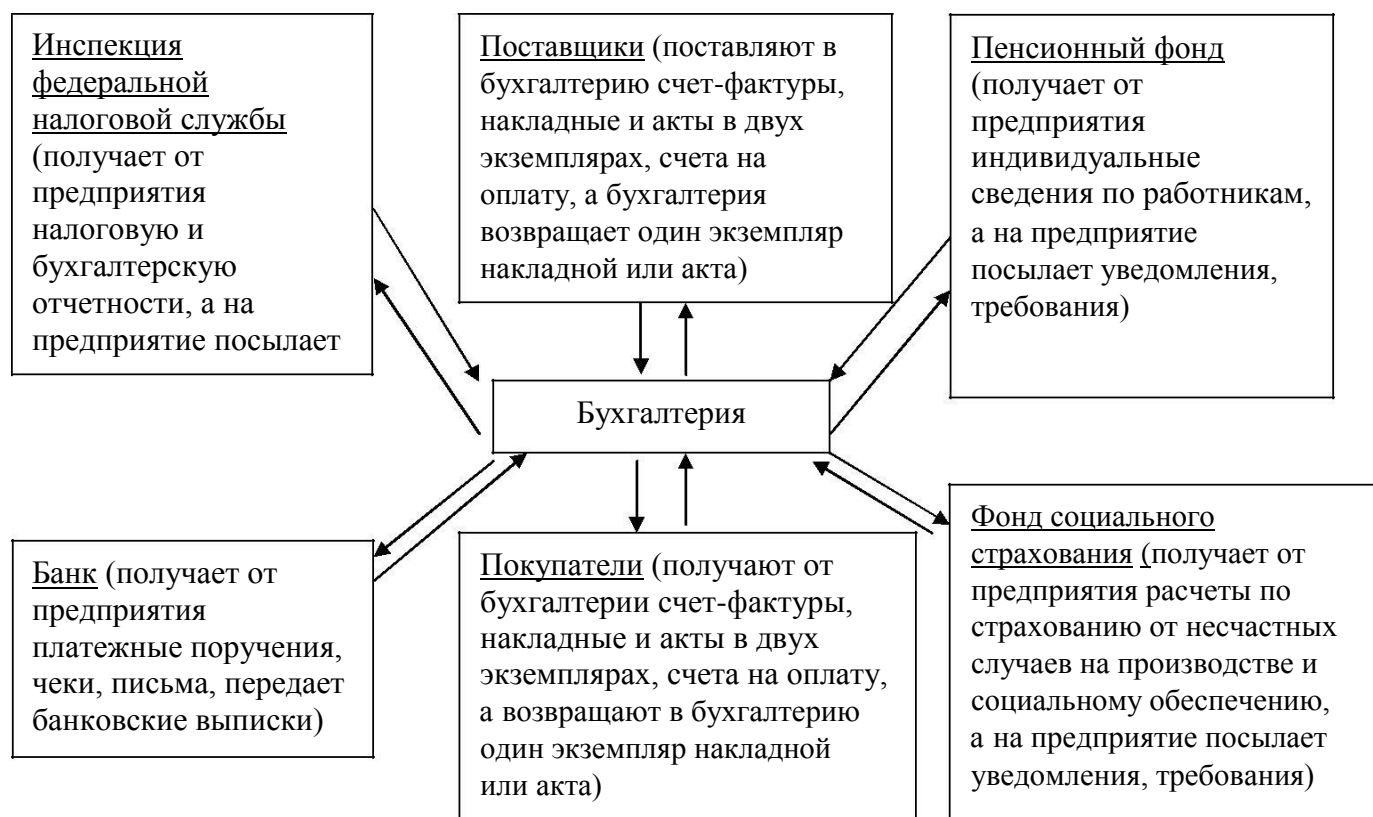 Инспекция
федеральной
налоговой службы
(получает от
предприятия
налоговую и
бухгалтерскую
отчетности, а на
предприятие посылает
Поставщики (поставляют в
бухгалтерию счет-фактуры,
накладные и акты в двух
экземплярах, счета на
оплату, а бухгалтерия
возвращает один экземпляр
накладной или акта)
Пенсионный фонд
(получает от
предприятия
индивидуальные
сведения по работникам,
а на предприятие
посылает уведомления,
требования)
Бухгалтерия
Банк (получает от
предприятия
платежные поручения,
чеки, письма, передает
банковские выписки)
Покупатели (получают от
бухгалтерии счет-фактуры,
накладные и акты в двух
экземплярах, счета на оплату,
а возвращают в бухгалтерию
один экземпляр накладной
или акта)
Фонд социального
страхования (получает от
предприятия расчеты по
страхованию от несчастных
случаев на производстве и
социальному обеспечению,
а на предприятие посылает
уведомления, требования)